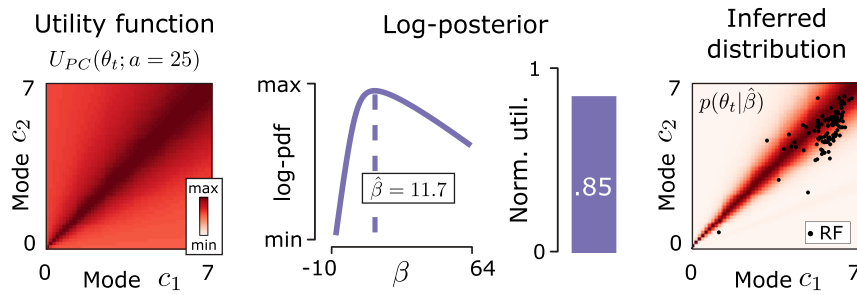 Utility function
U_PC(θ_t; a = 25)
7
Mode c_2
0
max
min
0
Mode c_1
7
Log-posterior
max
log-pdf
min
β̂ = 11.7
-10
β
64
1
Norm. util.
0
.85
Inferred
distribution
7
p(θ_t|β̂)
Mode c_2
0
RF
0
Mode c_1
7